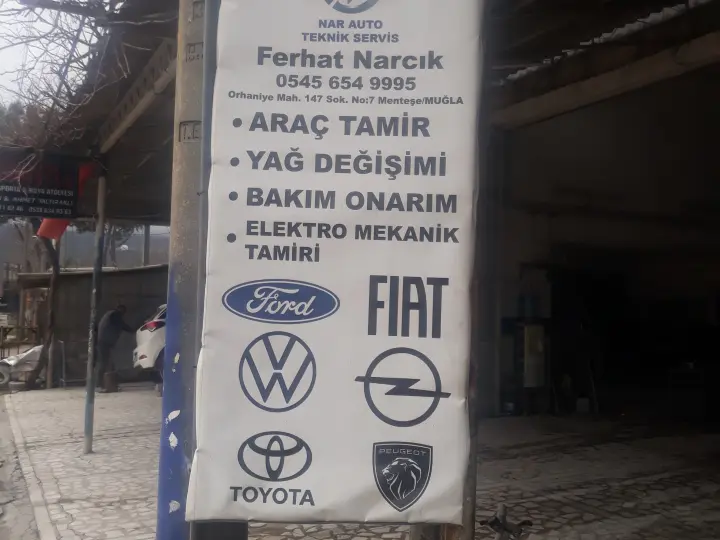 NAR AUTO
TEKNİK SERVİS
Ferhat Narcık
0545 654 9995
Orhaniye Mah. 147 Sok. No:7 Menteşe/MUĞLA
• ARAÇ TAMİR
• YAĞ DEĞİŞİMİ
• BAKIM ONARIM
• ELEKTRO MEKANİK
TAMİRİ
Ford
FIAT
TOYOTA
PEUGEOT